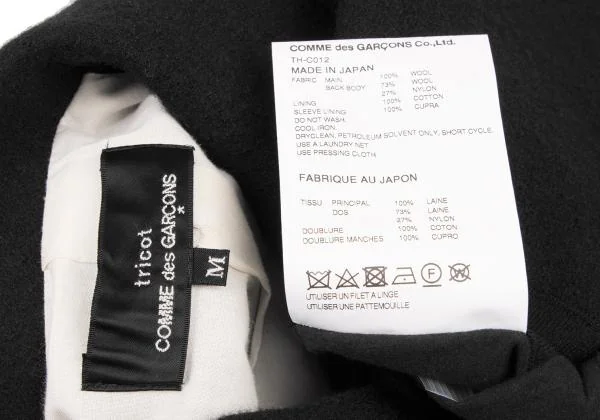 COMME des GARÇONS Co.,Ltd.
TH-C012
MADE IN JAPAN
FABRIC MAIN 100% WOOL
BACK BODY 73% WOOL
27% NYLON
LINING 100% COTTON
SLEEVE LINING 100% CUPRA
DO NOT WASH.
COOL IRON.
DRYCLEAN, PETROLEUM SOLVENT ONLY, SHORT CYCLE.
USE A LAUNDRY NET
USE PRESSING CLOTH
FABRIQUE AU JAPON
TISSU PRINCIPAL 100% LAINE
DOS 73% LAINE
27% NYLON
DOUBLURE 100% COTON
DOUBLURE MANCHES 100% CUPRO
F
UTILISER UN FILET A LINGE
UTILISER UNE PATTEMOUILLE
tricot
COMME des GARÇONS
*
M